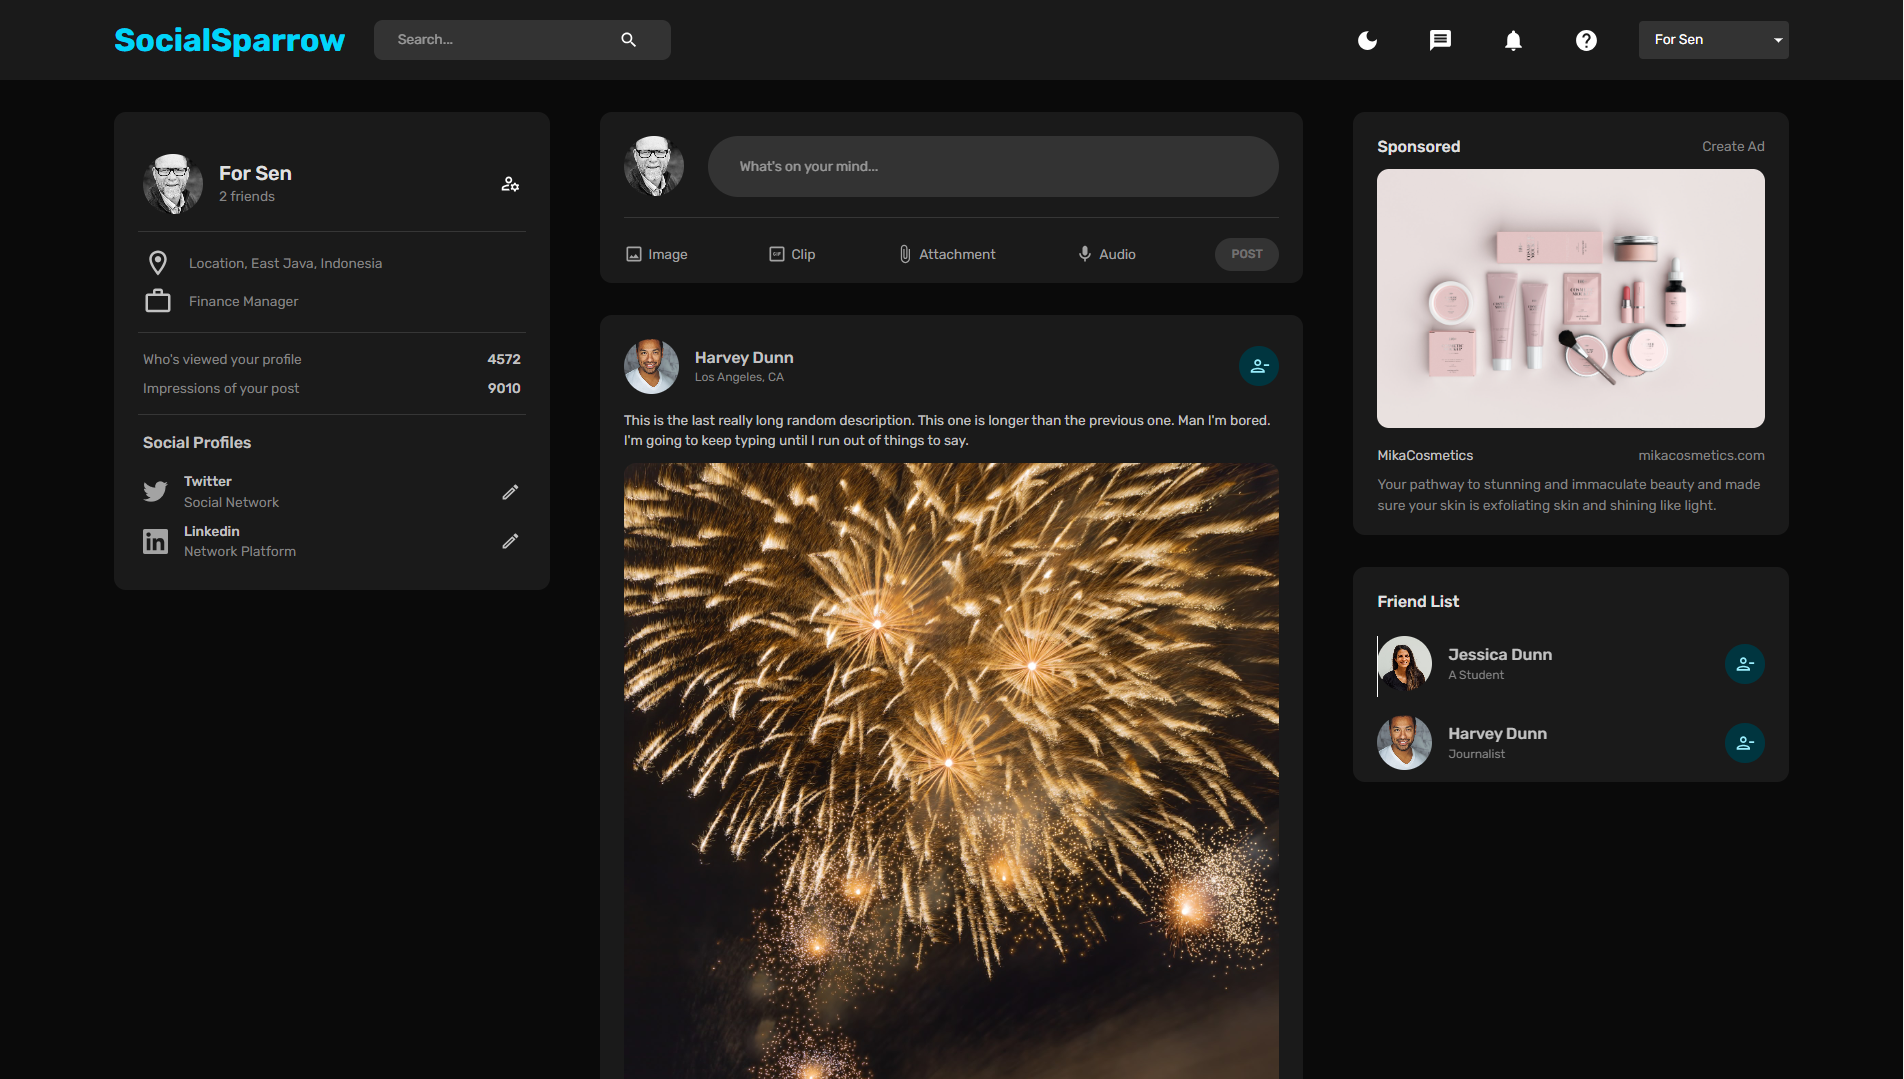 SocialSparrow
Search...
For Sen
For Sen
2 friends
Location, East Java, Indonesia
Finance Manager
Who's viewed your profile 4572
Impressions of your post 9010
Social Profiles
Twitter
Social Network
Linkedin
Network Platform
What's on your mind...
Image Clip Attachment Audio POST
Harvey Dunn
Los Angeles, CA
This is the last really long random description. This one is longer than the previous one. Man I'm bored.
I'm going to keep typing until I run out of things to say.
Sponsored Create Ad
MikaCosmetics mikacosmetics.com
Your pathway to stunning and immaculate beauty and made
sure your skin is exfoliating skin and shining like light.
Friend List
Jessica Dunn
A Student
Harvey Dunn
Journalist